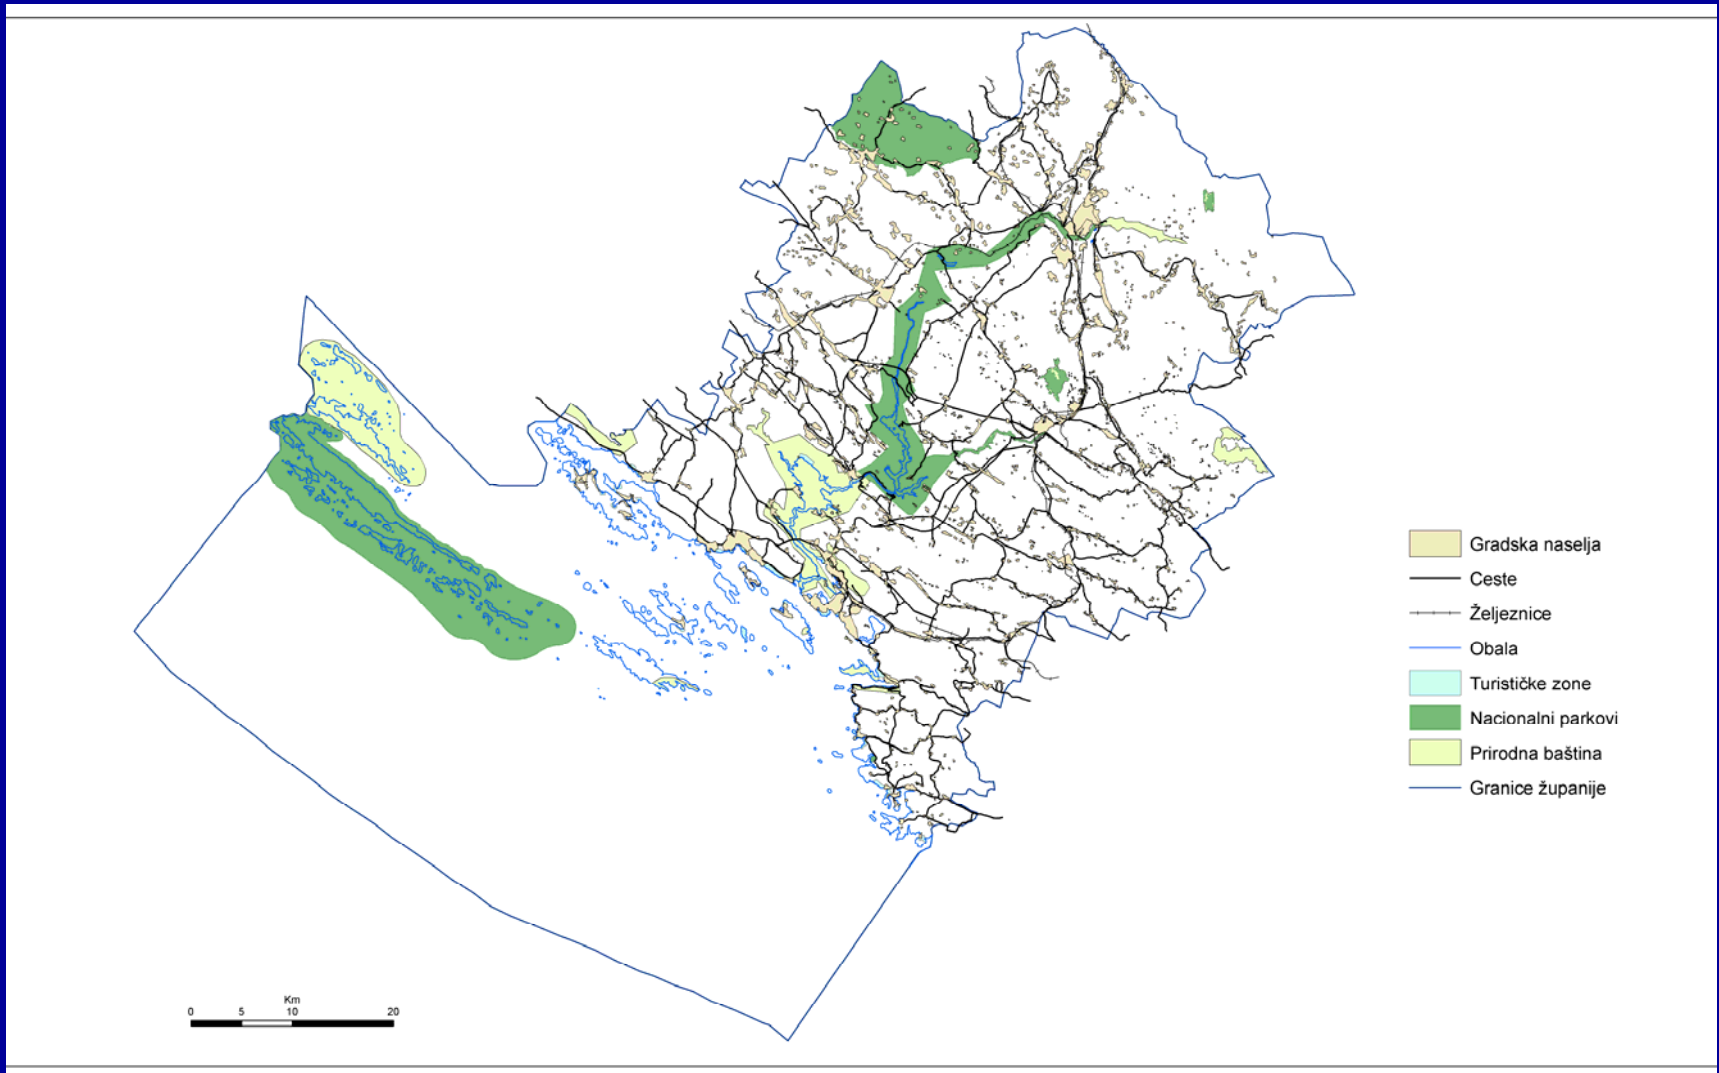 Gradska naselja
Ceste
Željeznice
Obala
Turističke zone
Nacionalni parkovi
Prirodna baština
Granice županije
Km
0 5 10 20